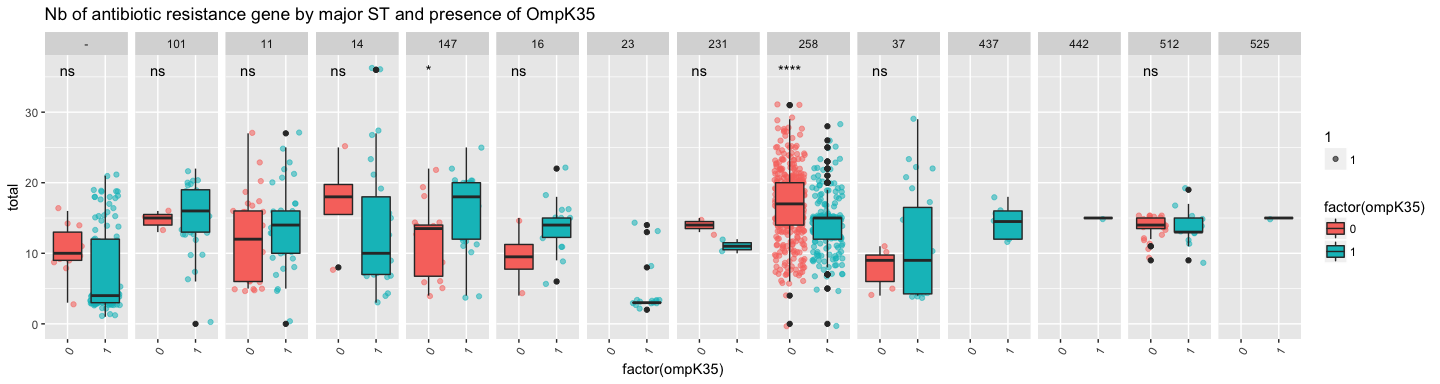 Nb of antibiotic resistance gene by major ST and presence of OmpK35
- 101 11 14 147 16 23 231 258 37 437 442 512 525
ns ns ns ns * ns ns **** ns ns
30
20
10
0
total
0 1 0 1 0 1 0 1 0 1 0 1 0 1 0 1 0 1 0 1 0 1 0 1 0 1 0 1
factor(ompK35)
1
1
factor(ompK35)
0
1